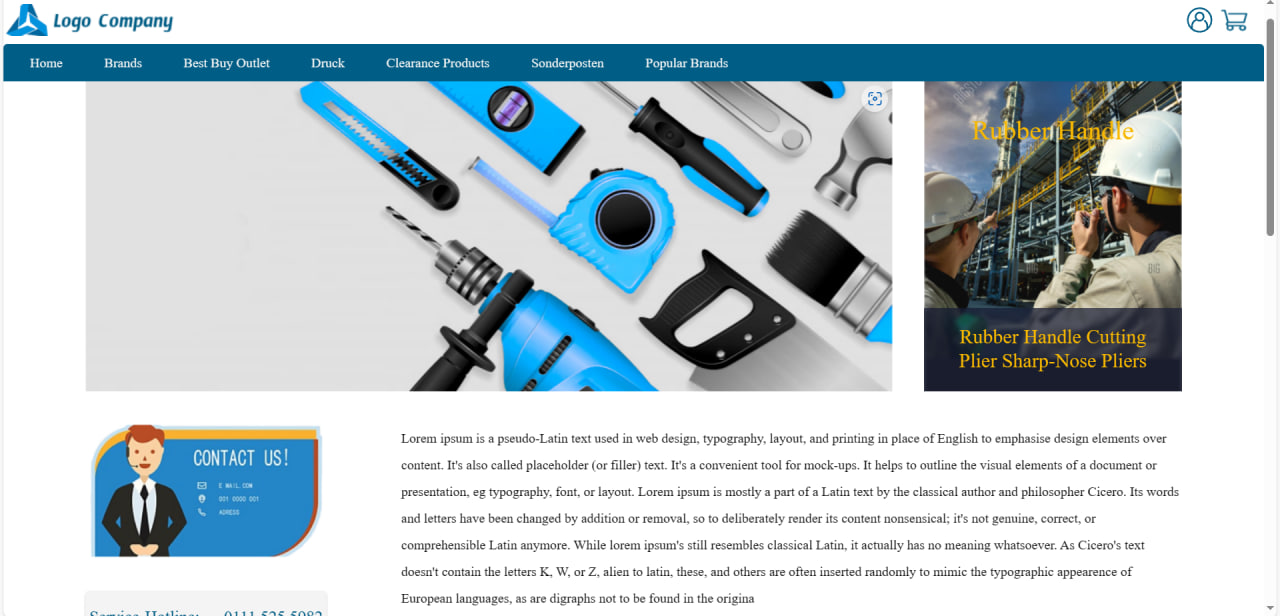 Logo Company
Home
Brands
Best Buy Outlet
Druck
Clearance Products
Sonderposten
Popular Brands
Rubber Handle
BIG
BIG
Rubber Handle Cutting
Plier Sharp-Nose Pliers
CONTACT US!
E MAIL.COM
001 0000 001
ADRESS
Lorem ipsum is a pseudo-Latin text used in web design, typography, layout, and printing in place of English to emphasise design elements over
content. It's also called placeholder (or filler) text. It's a convenient tool for mock-ups. It helps to outline the visual elements of a document or
presentation, eg typography, font, or layout. Lorem ipsum is mostly a part of a Latin text by the classical author and philosopher Cicero. Its words
and letters have been changed by addition or removal, so to deliberately render its content nonsensical; it's not genuine, correct, or
comprehensible Latin anymore. While lorem ipsum's still resembles classical Latin, it actually has no meaning whatsoever. As Cicero's text
doesn't contain the letters K, W, or Z, alien to latin, these, and others are often inserted randomly to mimic the typographic appearence of
European languages, as are digraphs not to be found in the origina
Service-Hotline: 0111 525 5982